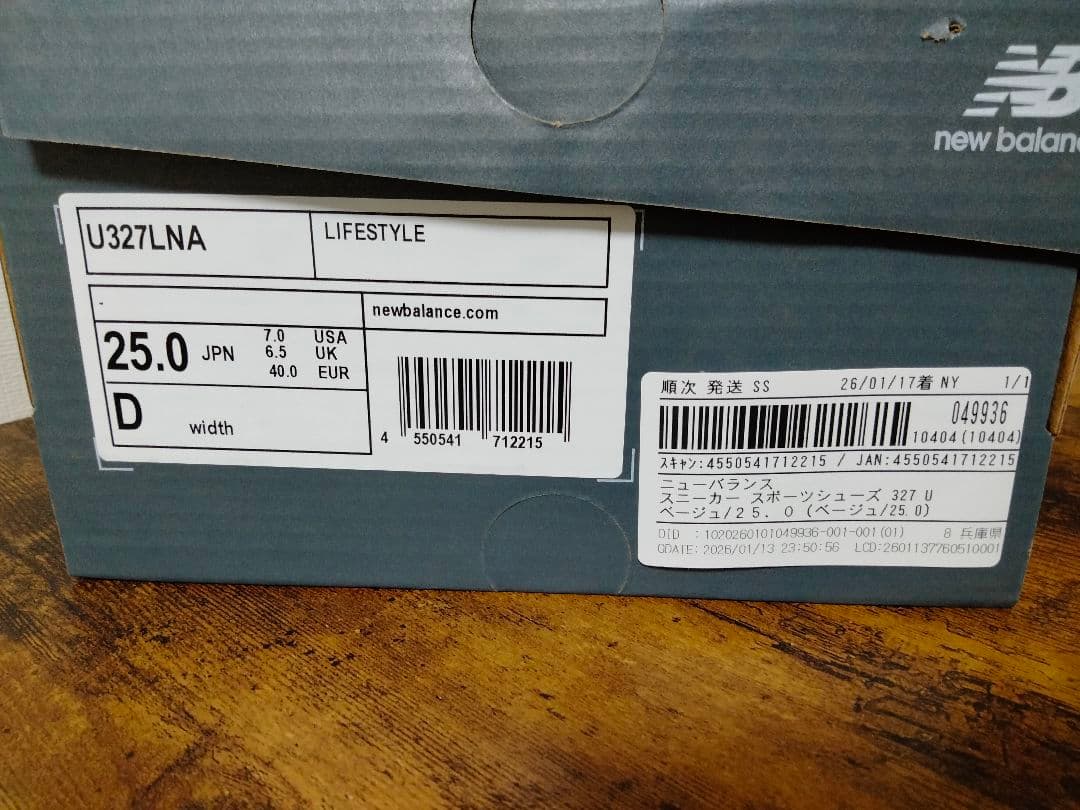 new balanc
U327LNA
LIFESTYLE
-
newbalance.com
25.0 JPN
7.0 USA
6.5 UK
40.0 EUR
D width
4 550541 712215
順次 発送 SS 26/01/17着 NY 1/1
049936
10404(10404)
スキャン:4550541712215 / JAN:4550541712215
ニューバランス
スニーカー スポーツシューズ 327 U
ベージュ/25.0(ベージュ/25.0)
OID :1020260101049936-001-001(01) 8 兵庫県
ODATE: 2026/01/13 23:50:56 LCD:2601137760510001